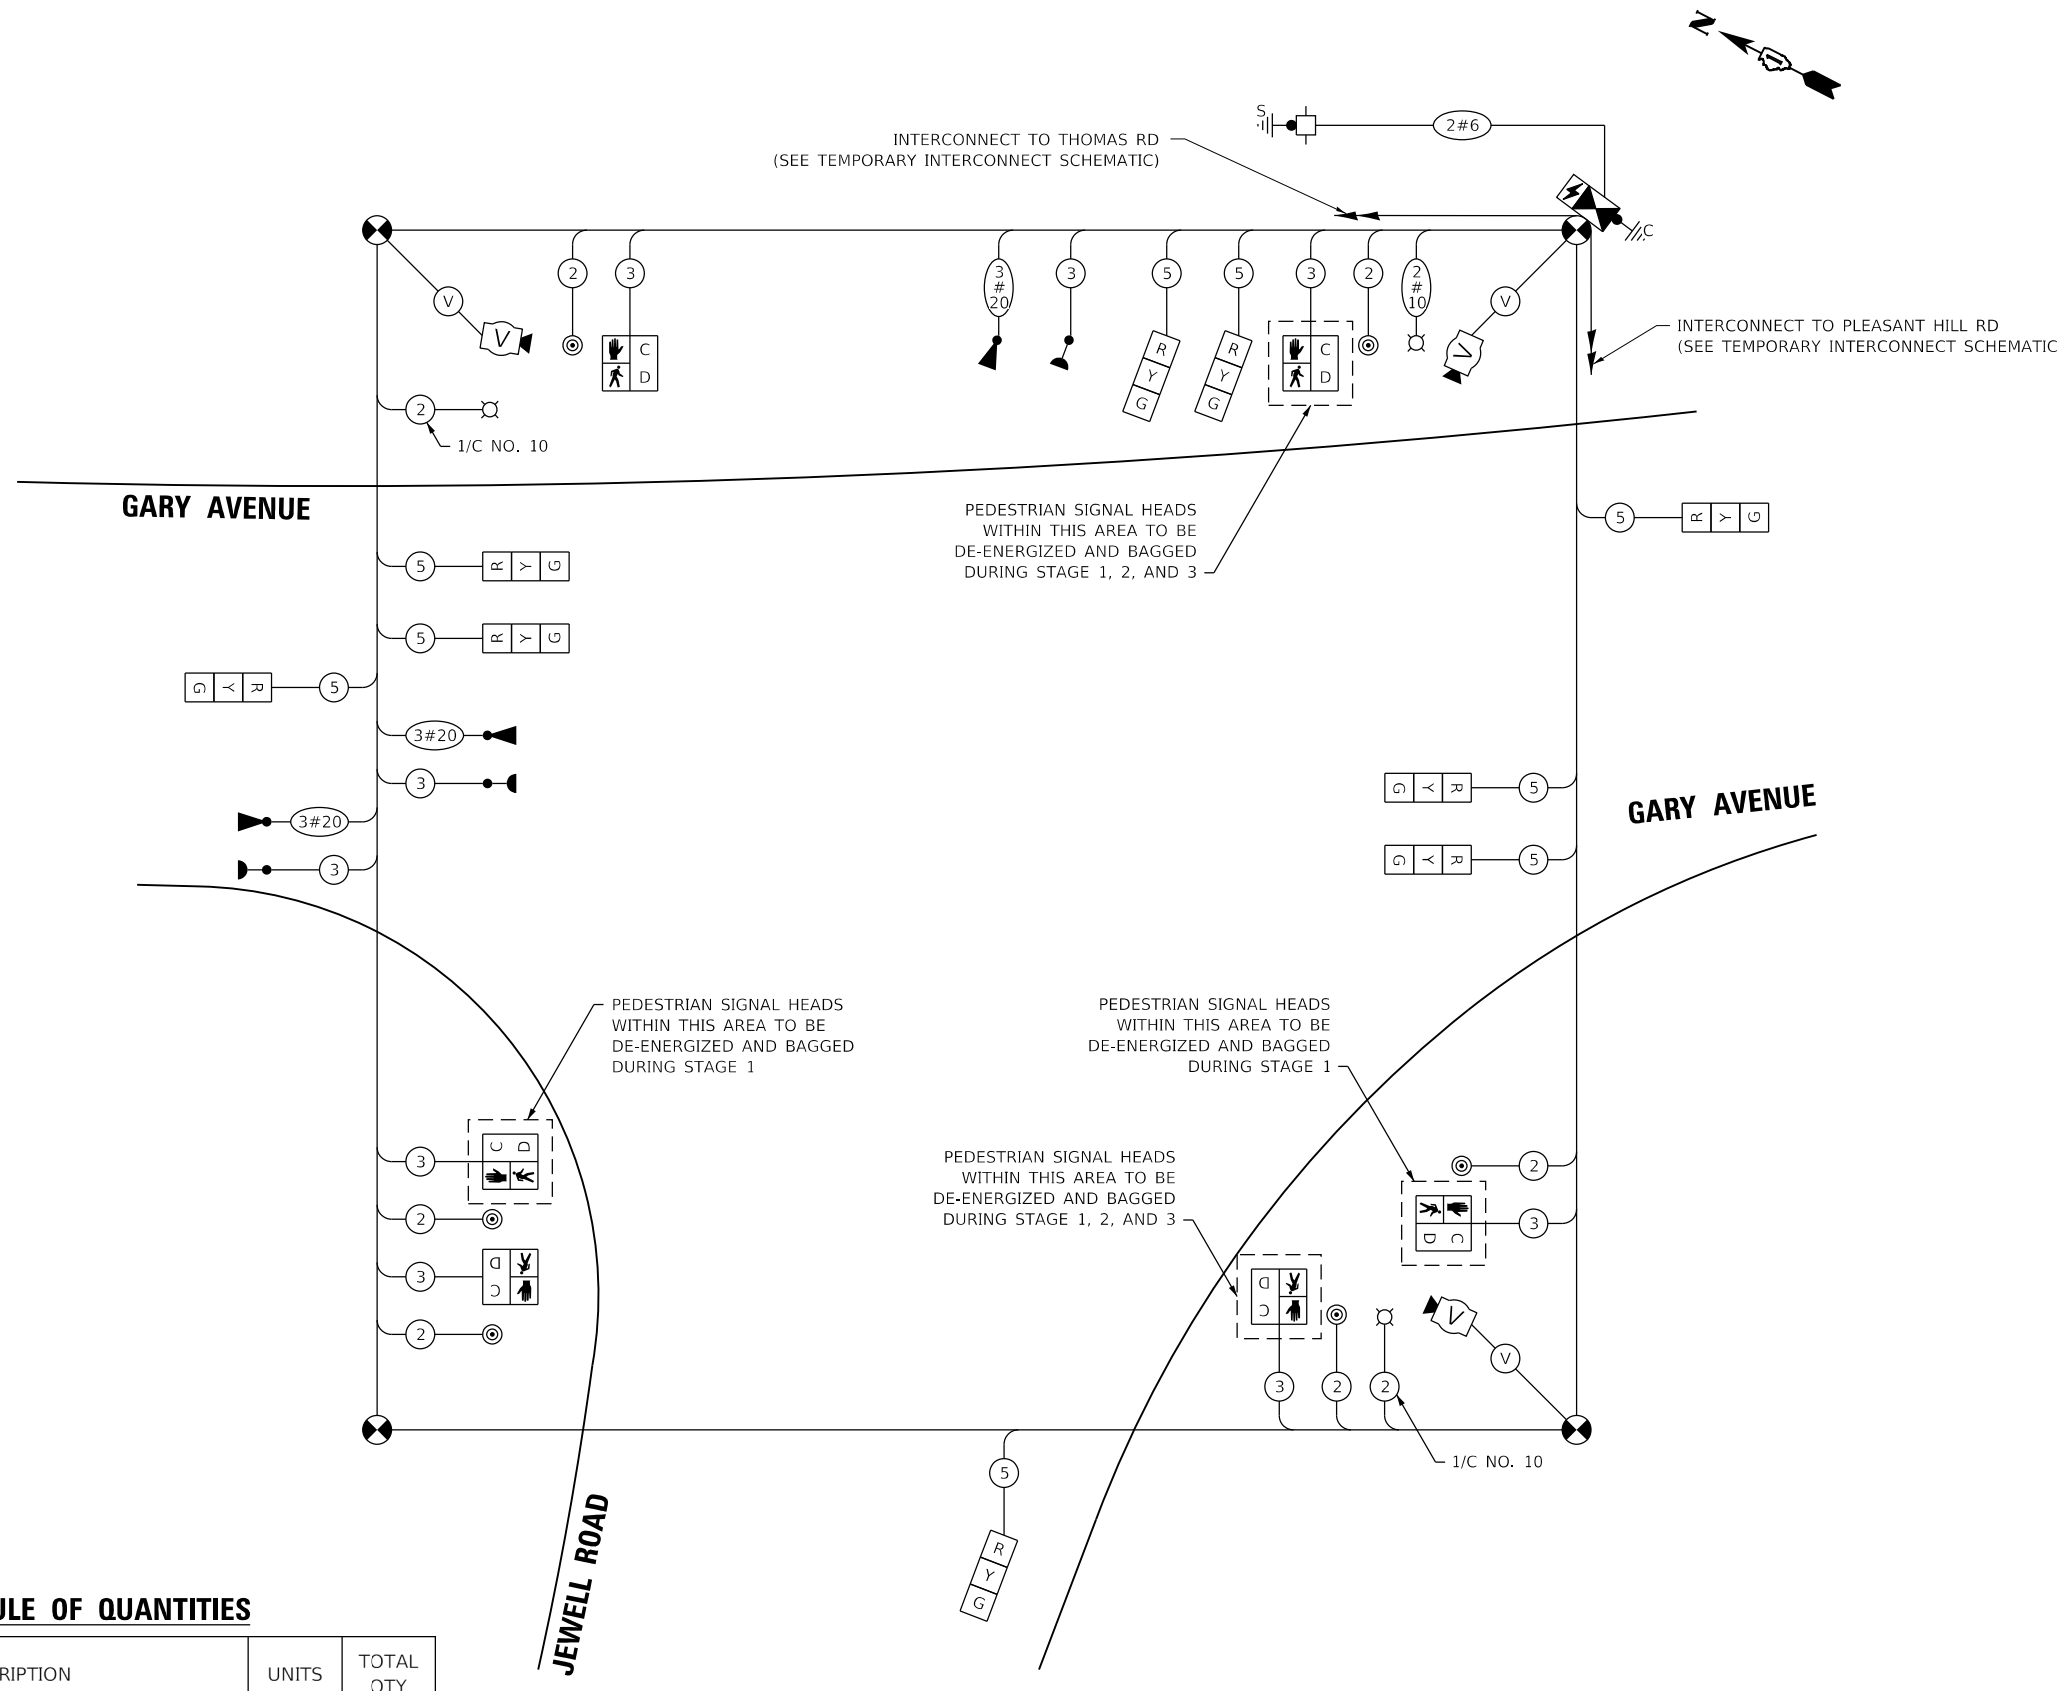 N
S
2#6
INTERCONNECT TO THOMAS RD
(SEE TEMPORARY INTERCONNECT SCHEMATIC)
C
2
3
3
#
20
3
5
5
3
2
2
#
10
V
V
V
C
D
R
Y
G
R
Y
G
C
D
V
INTERCONNECT TO PLEASANT HILL RD
(SEE TEMPORARY INTERCONNECT SCHEMATIC
2
1/C NO. 10
GARY AVENUE
PEDESTRIAN SIGNAL HEADS
WITHIN THIS AREA TO BE
DE-ENERGIZED AND BAGGED
DURING STAGE 1, 2, AND 3
5 R Y G
5 R Y G
5 R Y G
G Y R 5
3#20
3
3#20
3
G Y R 5
G Y R 5
GARY AVENUE
PEDESTRIAN SIGNAL HEADS
WITHIN THIS AREA TO BE
DE-ENERGIZED AND BAGGED
DURING STAGE 1
PEDESTRIAN SIGNAL HEADS
WITHIN THIS AREA TO BE
DE-ENERGIZED AND BAGGED
DURING STAGE 1
PEDESTRIAN SIGNAL HEADS
WITHIN THIS AREA TO BE
DE-ENERGIZED AND BAGGED
DURING STAGE 1, 2, AND 3
3 C D
2
3 D C
2
2
3 D C
D C
V
V
3
2
2
1/C NO. 10
5
R
Y
G
JEWELL ROAD
ULE OF QUANTITIES
RIPTION
UNITS
TOTAL
QTY